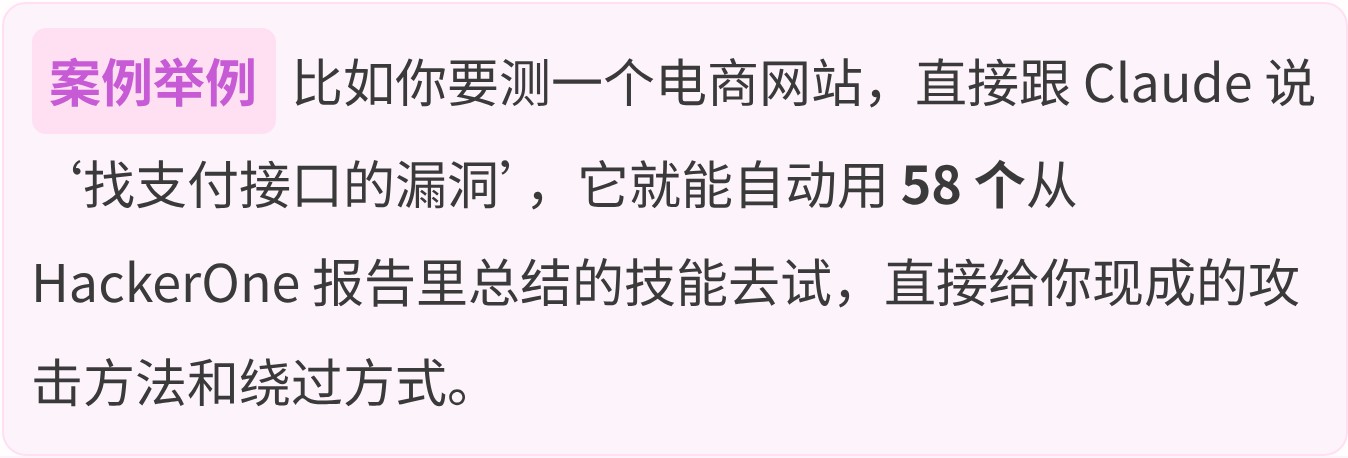 案例举例 比如你要测一个电商网站，直接跟 Claude 说
‘找支付接口的漏洞’，它就能自动用 58 个从
HackerOne 报告里总结的技能去试，直接给你现成的攻
击方法和绕过方式。